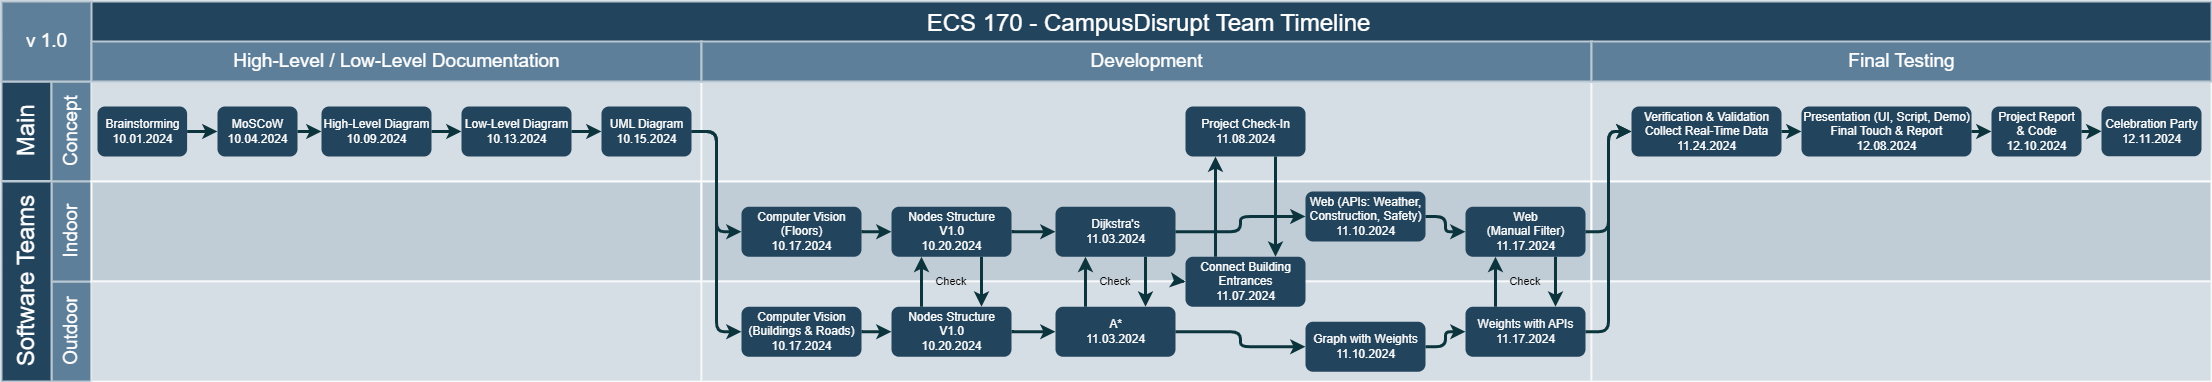 v 1.0
ECS 170 - CampusDisrupt Team Timeline
High-Level / Low-Level Documentation
Development
Final Testing
Main
Concept
Brainstorming
10.01.2024
MoSCoW
10.04.2024
High-Level Diagram
10.09.2024
Low-Level Diagram
10.13.2024
UML Diagram
10.15.2024
Project Check-In
11.08.2024
Verification & Validation
Collect Real-Time Data
11.24.2024
Presentation (UI, Script, Demo)
Final Touch & Report
12.08.2024
Project Report
& Code
12.10.2024
Celebration Party
12.11.2024
Software Teams
Indoor
Computer Vision
(Floors)
10.17.2024
Nodes Structure
V1.0
10.20.2024
Dijkstra's
11.03.2024
Web (APIs: Weather,
Construction, Safety)
11.10.2024
Web
(Manual Filter)
11.17.2024
Check
Check
Connect Building
Entrances
11.07.2024
Check
Outdoor
Computer Vision
(Buildings & Roads)
10.17.2024
Nodes Structure
V1.0
10.20.2024
A*
11.03.2024
Graph with Weights
11.10.2024
Weights with APIs
11.17.2024